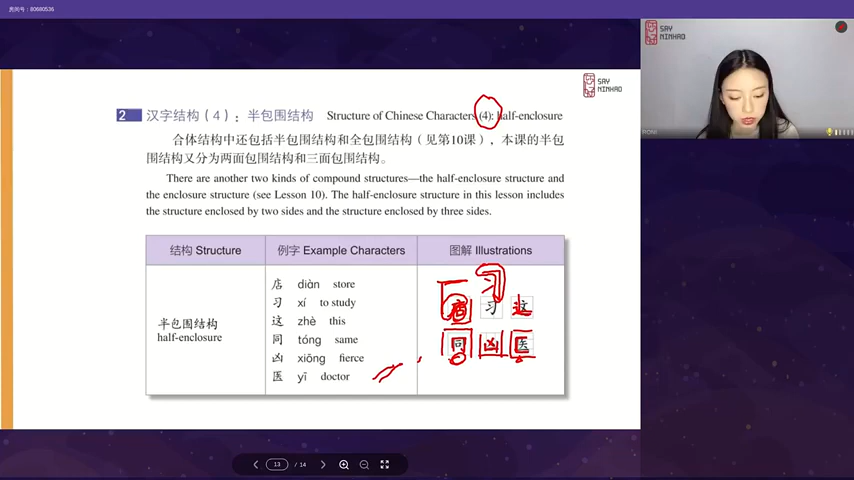 房间号：80680536
SAY
NINHAO
SAY
NINHAO
2 汉字结构（4）：半包围结构 Structure of Chinese Characters (4): half-enclosure
合体结构中还包括半包围结构和全包围结构（见第10课），本课的半包
围结构又分为两面包围结构和三面包围结构。
There are another two kinds of compound structures—the half-enclosure structure and
the enclosure structure (see Lesson 10). The half-enclosure structure in this lesson includes
the structure enclosed by two sides and the structure enclosed by three sides.
结构 Structure 例字 Example Characters 图解 Illustrations
半包围结构
half-enclosure
店 diàn store
习 xí to study
这 zhè this
同 tóng same
凶 xiōng fierce
医 yī doctor
习
店 习 这
同 凶 医
13 / 14